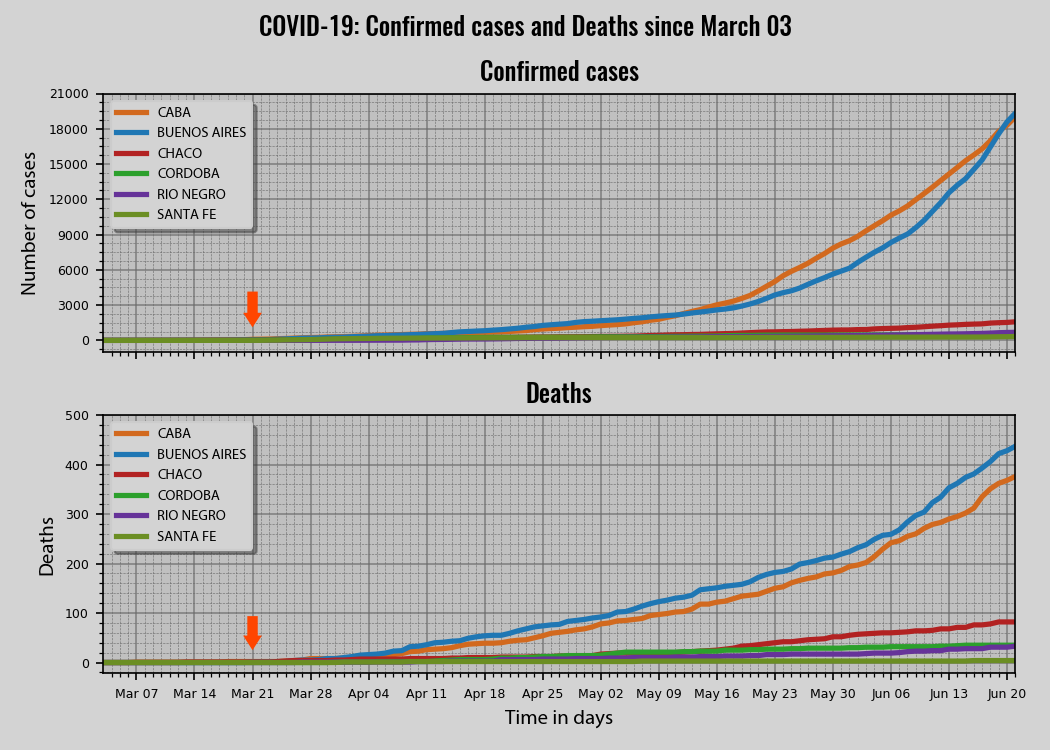 COVID-19: Confirmed cases and Deaths since March 03
Confirmed cases
21000
18000
15000
12000
9000
6000
3000
0
Number of cases
CABA
BUENOS AIRES
CHACO
CORDOBA
RIO NEGRO
SANTA FE
Deaths
500
400
300
200
100
0
Deaths
CABA
BUENOS AIRES
CHACO
CORDOBA
RIO NEGRO
SANTA FE
Mar 07 Mar 14 Mar 21 Mar 28 Apr 04 Apr 11 Apr 18 Apr 25 May 02 May 09 May 16 May 23 May 30 Jun 06 Jun 13 Jun 20
Time in days